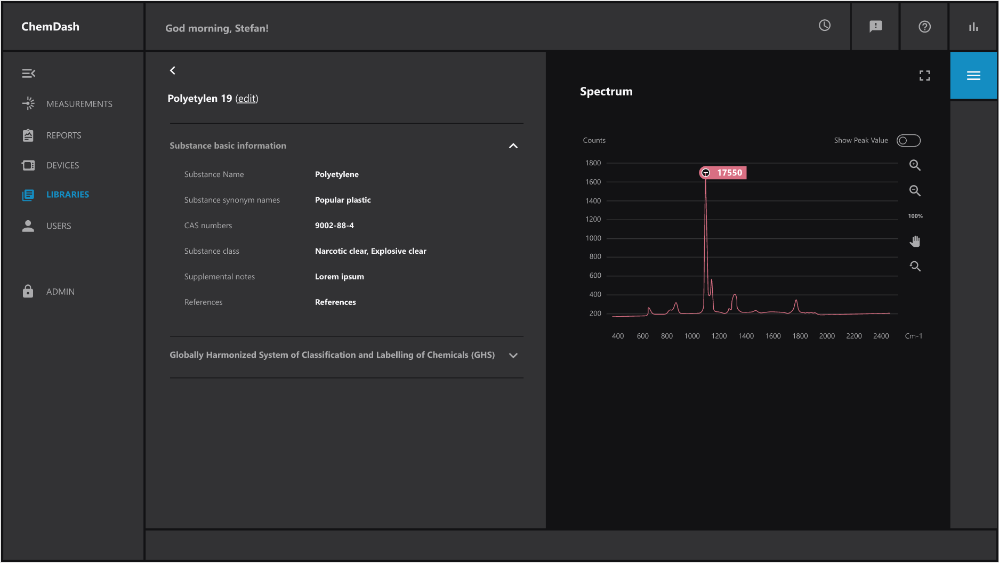 ChemDash
God morning, Stefan!
MEASUREMENTS
REPORTS
DEVICES
LIBRARIES
USERS
ADMIN
Polyetylen 19 (edit)
Substance basic information
Substance Name Polyetylene
Substance synonym names Popular plastic
CAS numbers 9002-88-4
Substance class Narcotic clear, Explosive clear
Supplemental notes Lorem ipsum
References References
Globally Harmonized System of Classification and Labelling of Chemicals (GHS)
Spectrum
Counts Show Peak Value
1800
17550
1600
1400
1200
100%
1000
800
600
400
200
400 600 800 1000 1200 1400 1600 1800 2000 2200 2400 Cm-1